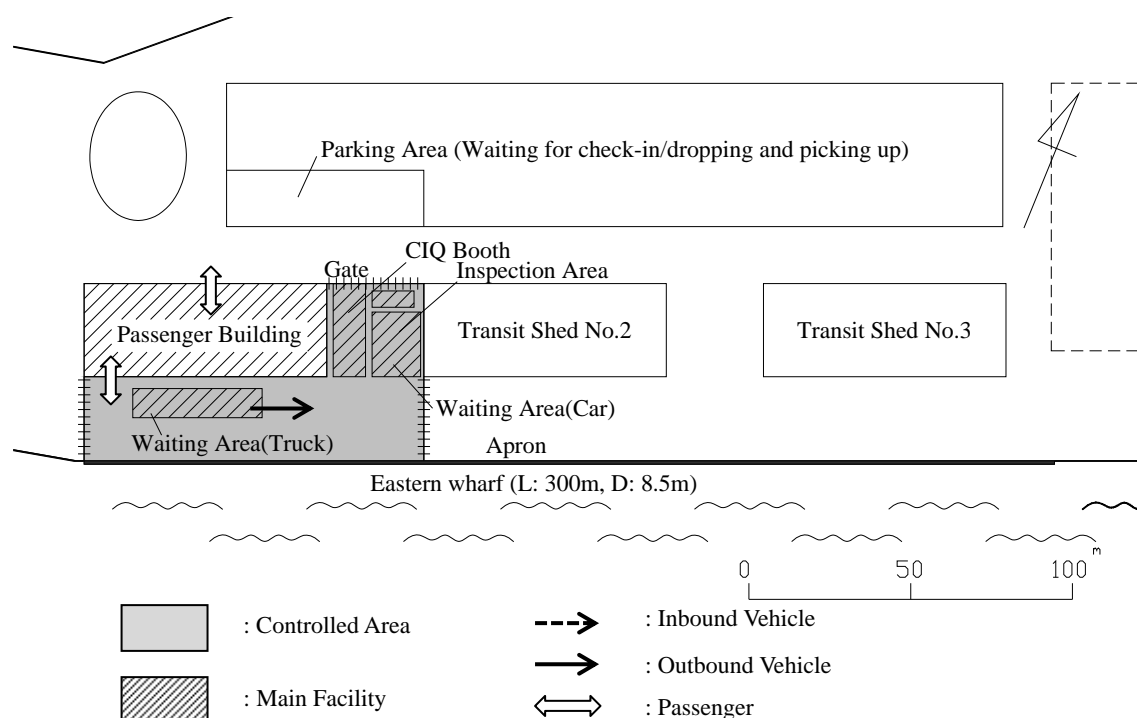 Parking Area (Waiting for check-in/dropping and picking up)
CIQ Booth
Gate
Inspection Area
Passenger Building
Transit Shed No.2
Transit Shed No.3
Waiting Area(Car)
Waiting Area(Truck)
Apron
Eastern wharf (L: 300m, D: 8.5m)
0 50 100 m
: Controlled Area
: Inbound Vehicle
: Outbound Vehicle
: Main Facility
: Passenger